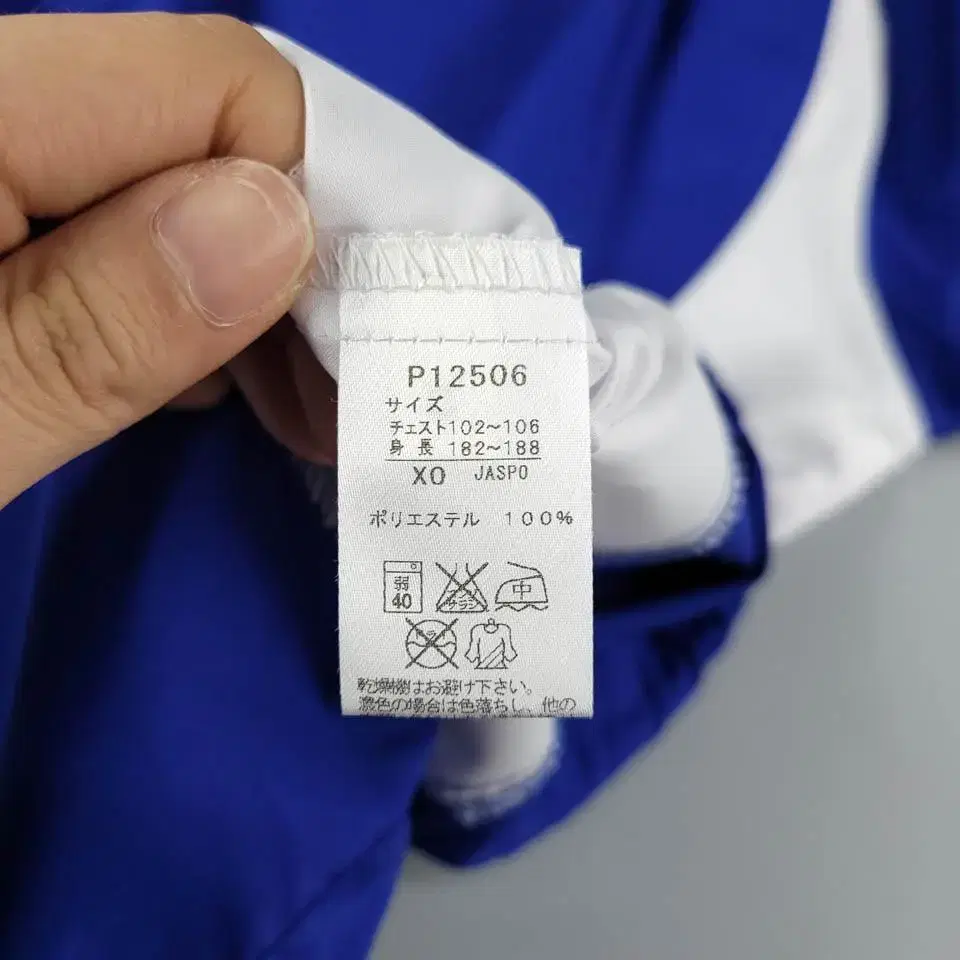 P12506
サイズ
チェスト102～106
身長 182～188
XO JASPO
ポリエステル 100%
弱
40
中
乾燥機はお避け下さい。
濃色の場合は色落ちし、他の